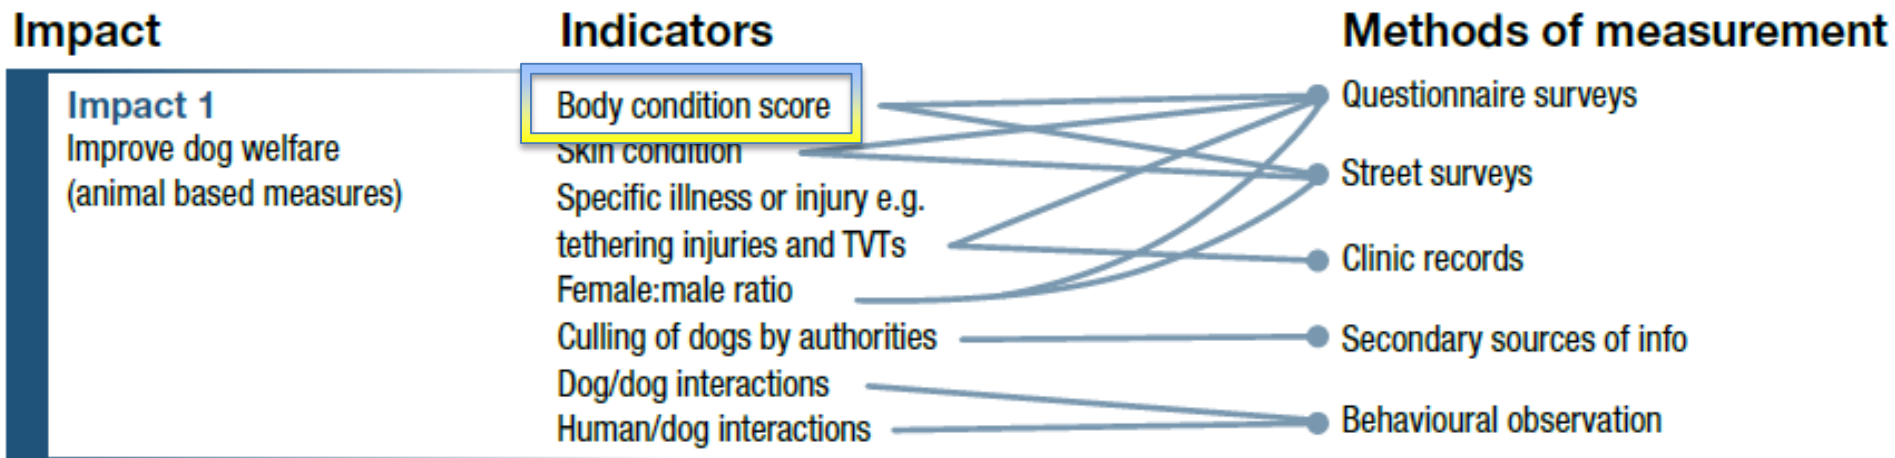 Impact
Indicators
Methods of measurement
Impact 1
Improve dog welfare
(animal based measures)
Body condition score
Skin condition
Specific illness or injury e.g.
tethering injuries and TVTs
Female:male ratio
Culling of dogs by authorities
Dog/dog interactions
Human/dog interactions
Questionnaire surveys
Street surveys
Clinic records
Secondary sources of info
Behavioural observation